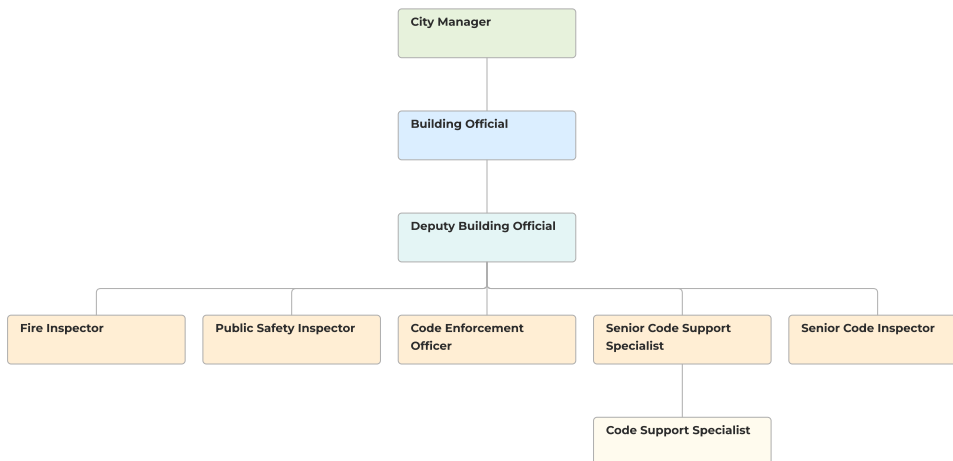 City Manager
Building Official
Deputy Building Official
Fire Inspector
Public Safety Inspector
Code Enforcement
Officer
Senior Code Support
Specialist
Senior Code Inspector
Code Support Specialist